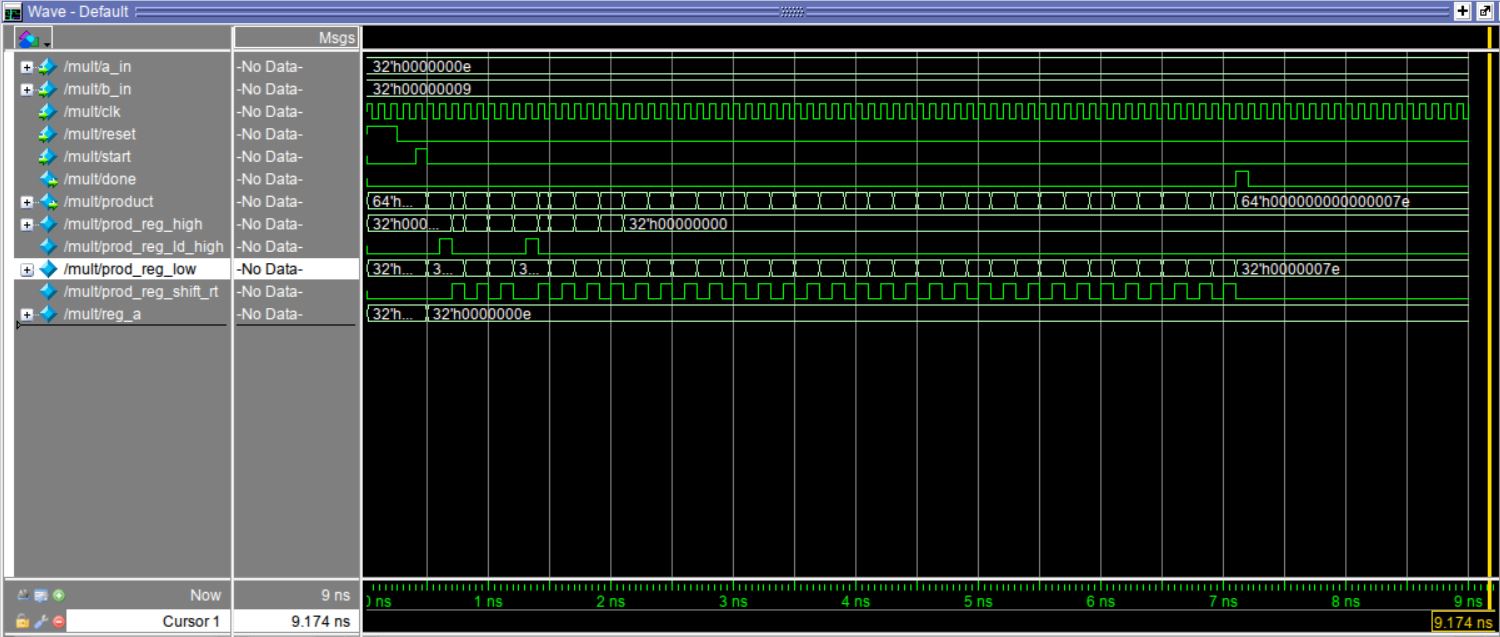 Wave - Default
Msgs
/mult/a_in -No Data- 32'h0000000e
/mult/b_in -No Data- 32'h00000009
/mult/clk -No Data-
/mult/reset -No Data-
/mult/start -No Data-
/mult/done -No Data-
/mult/product -No Data- 64'h... 64'h000000000000007e
/mult/prod_reg_high -No Data- 32'h000... 32'h00000000
/mult/prod_reg_ld_high -No Data-
/mult/prod_reg_low -No Data- 32'h... 3... 3... 32'h0000007e
/mult/prod_reg_shift_rt -No Data-
/mult/reg_a -No Data- 32'h... 32'h0000000e
Now 9 ns 0 ns 1 ns 2 ns 3 ns 4 ns 5 ns 6 ns 7 ns 8 ns 9 ns
Cursor 1 9.174 ns 9.174 ns